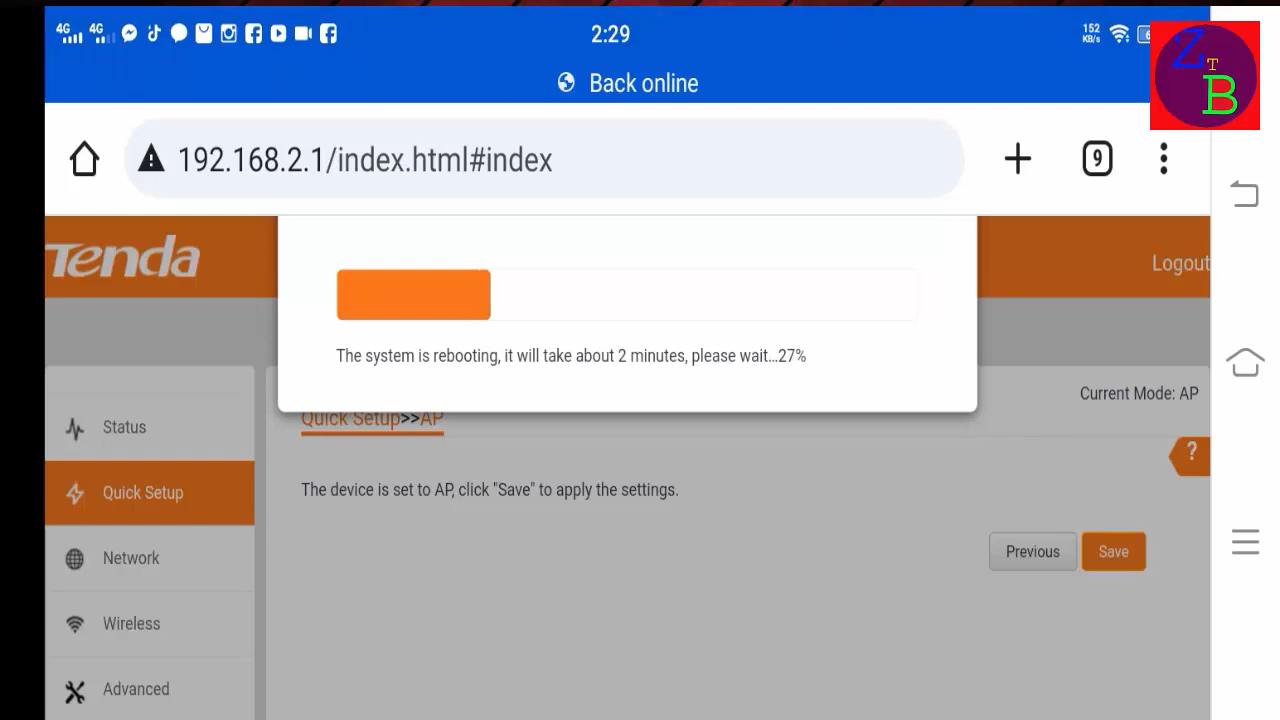 4G 4G 2:29 152 KB/s
Back online
192.168.2.1/index.html#index 9
Z T B
Tenda
Logout
The system is rebooting, it will take about 2 minutes, please wait...27%
Current Mode: AP
Quick Setup>>AP
?
Status
The device is set to AP, click "Save" to apply the settings.
Quick Setup
Previous Save
Network
Wireless
Advanced